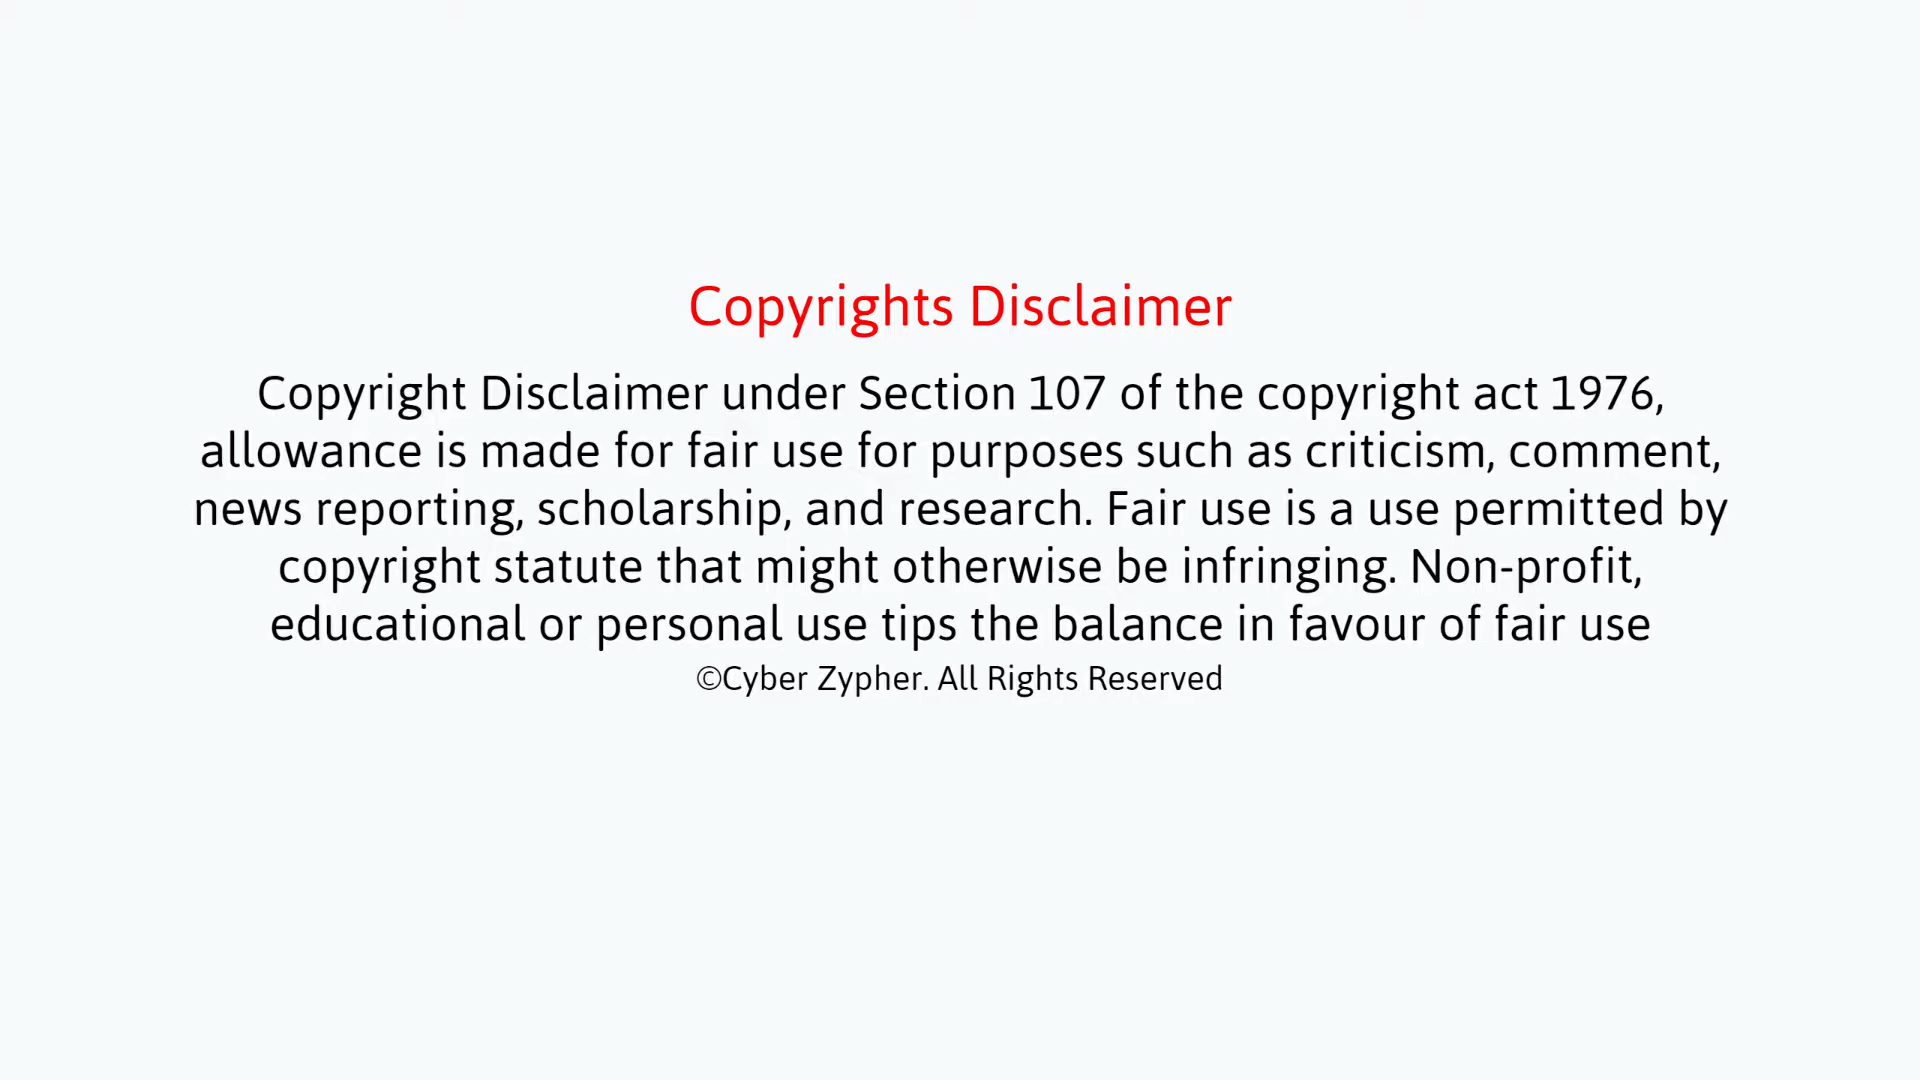 Copyrights Disclaimer
Copyright Disclaimer under Section 107 of the copyright act 1976,
allowance is made for fair use for purposes such as criticism, comment,
news reporting, scholarship, and research. Fair use is a use permitted by
copyright statute that might otherwise be infringing. Non-profit,
educational or personal use tips the balance in favour of fair use
©Cyber Zypher. All Rights Reserved